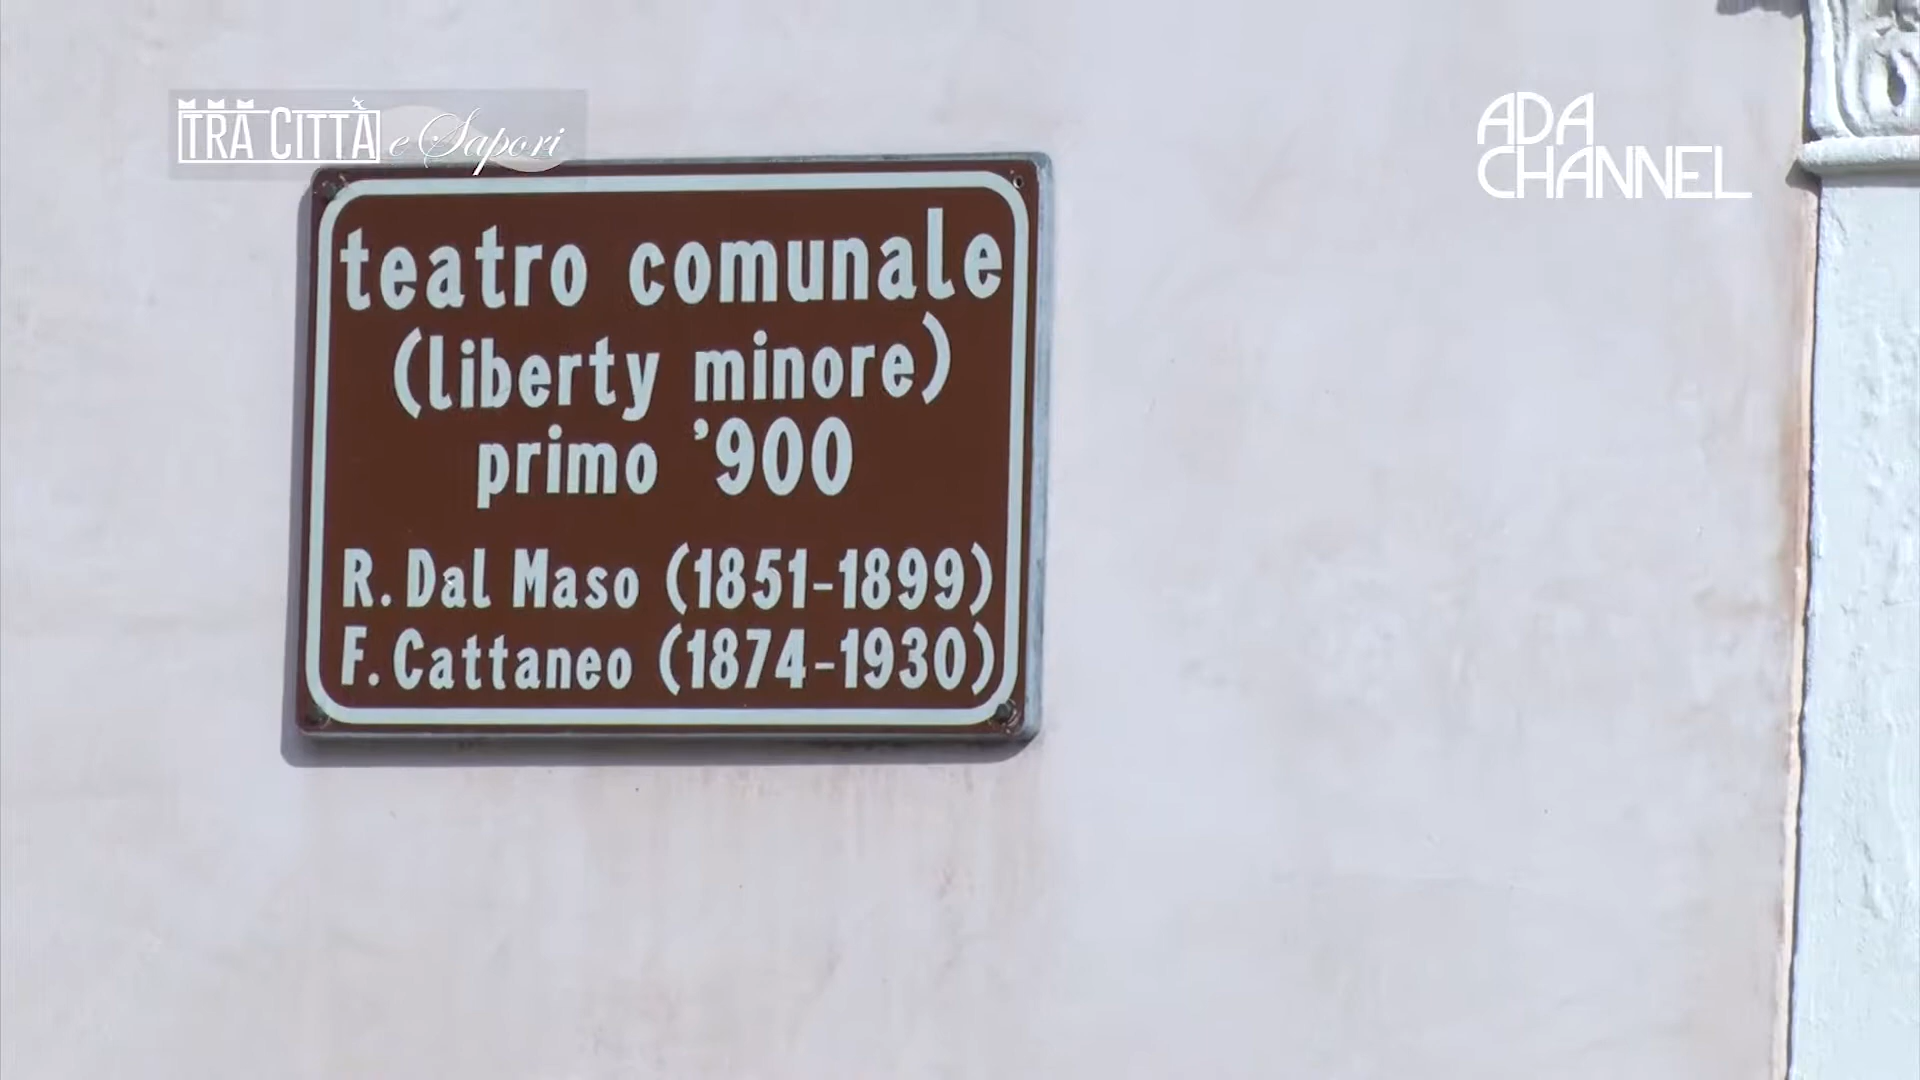 TRA CITTÀ e Sapori
ADA
CHANNEL
teatro comunale
(liberty minore)
primo '900
R. Dal Maso (1851-1899)
F. Cattaneo (1874-1930)